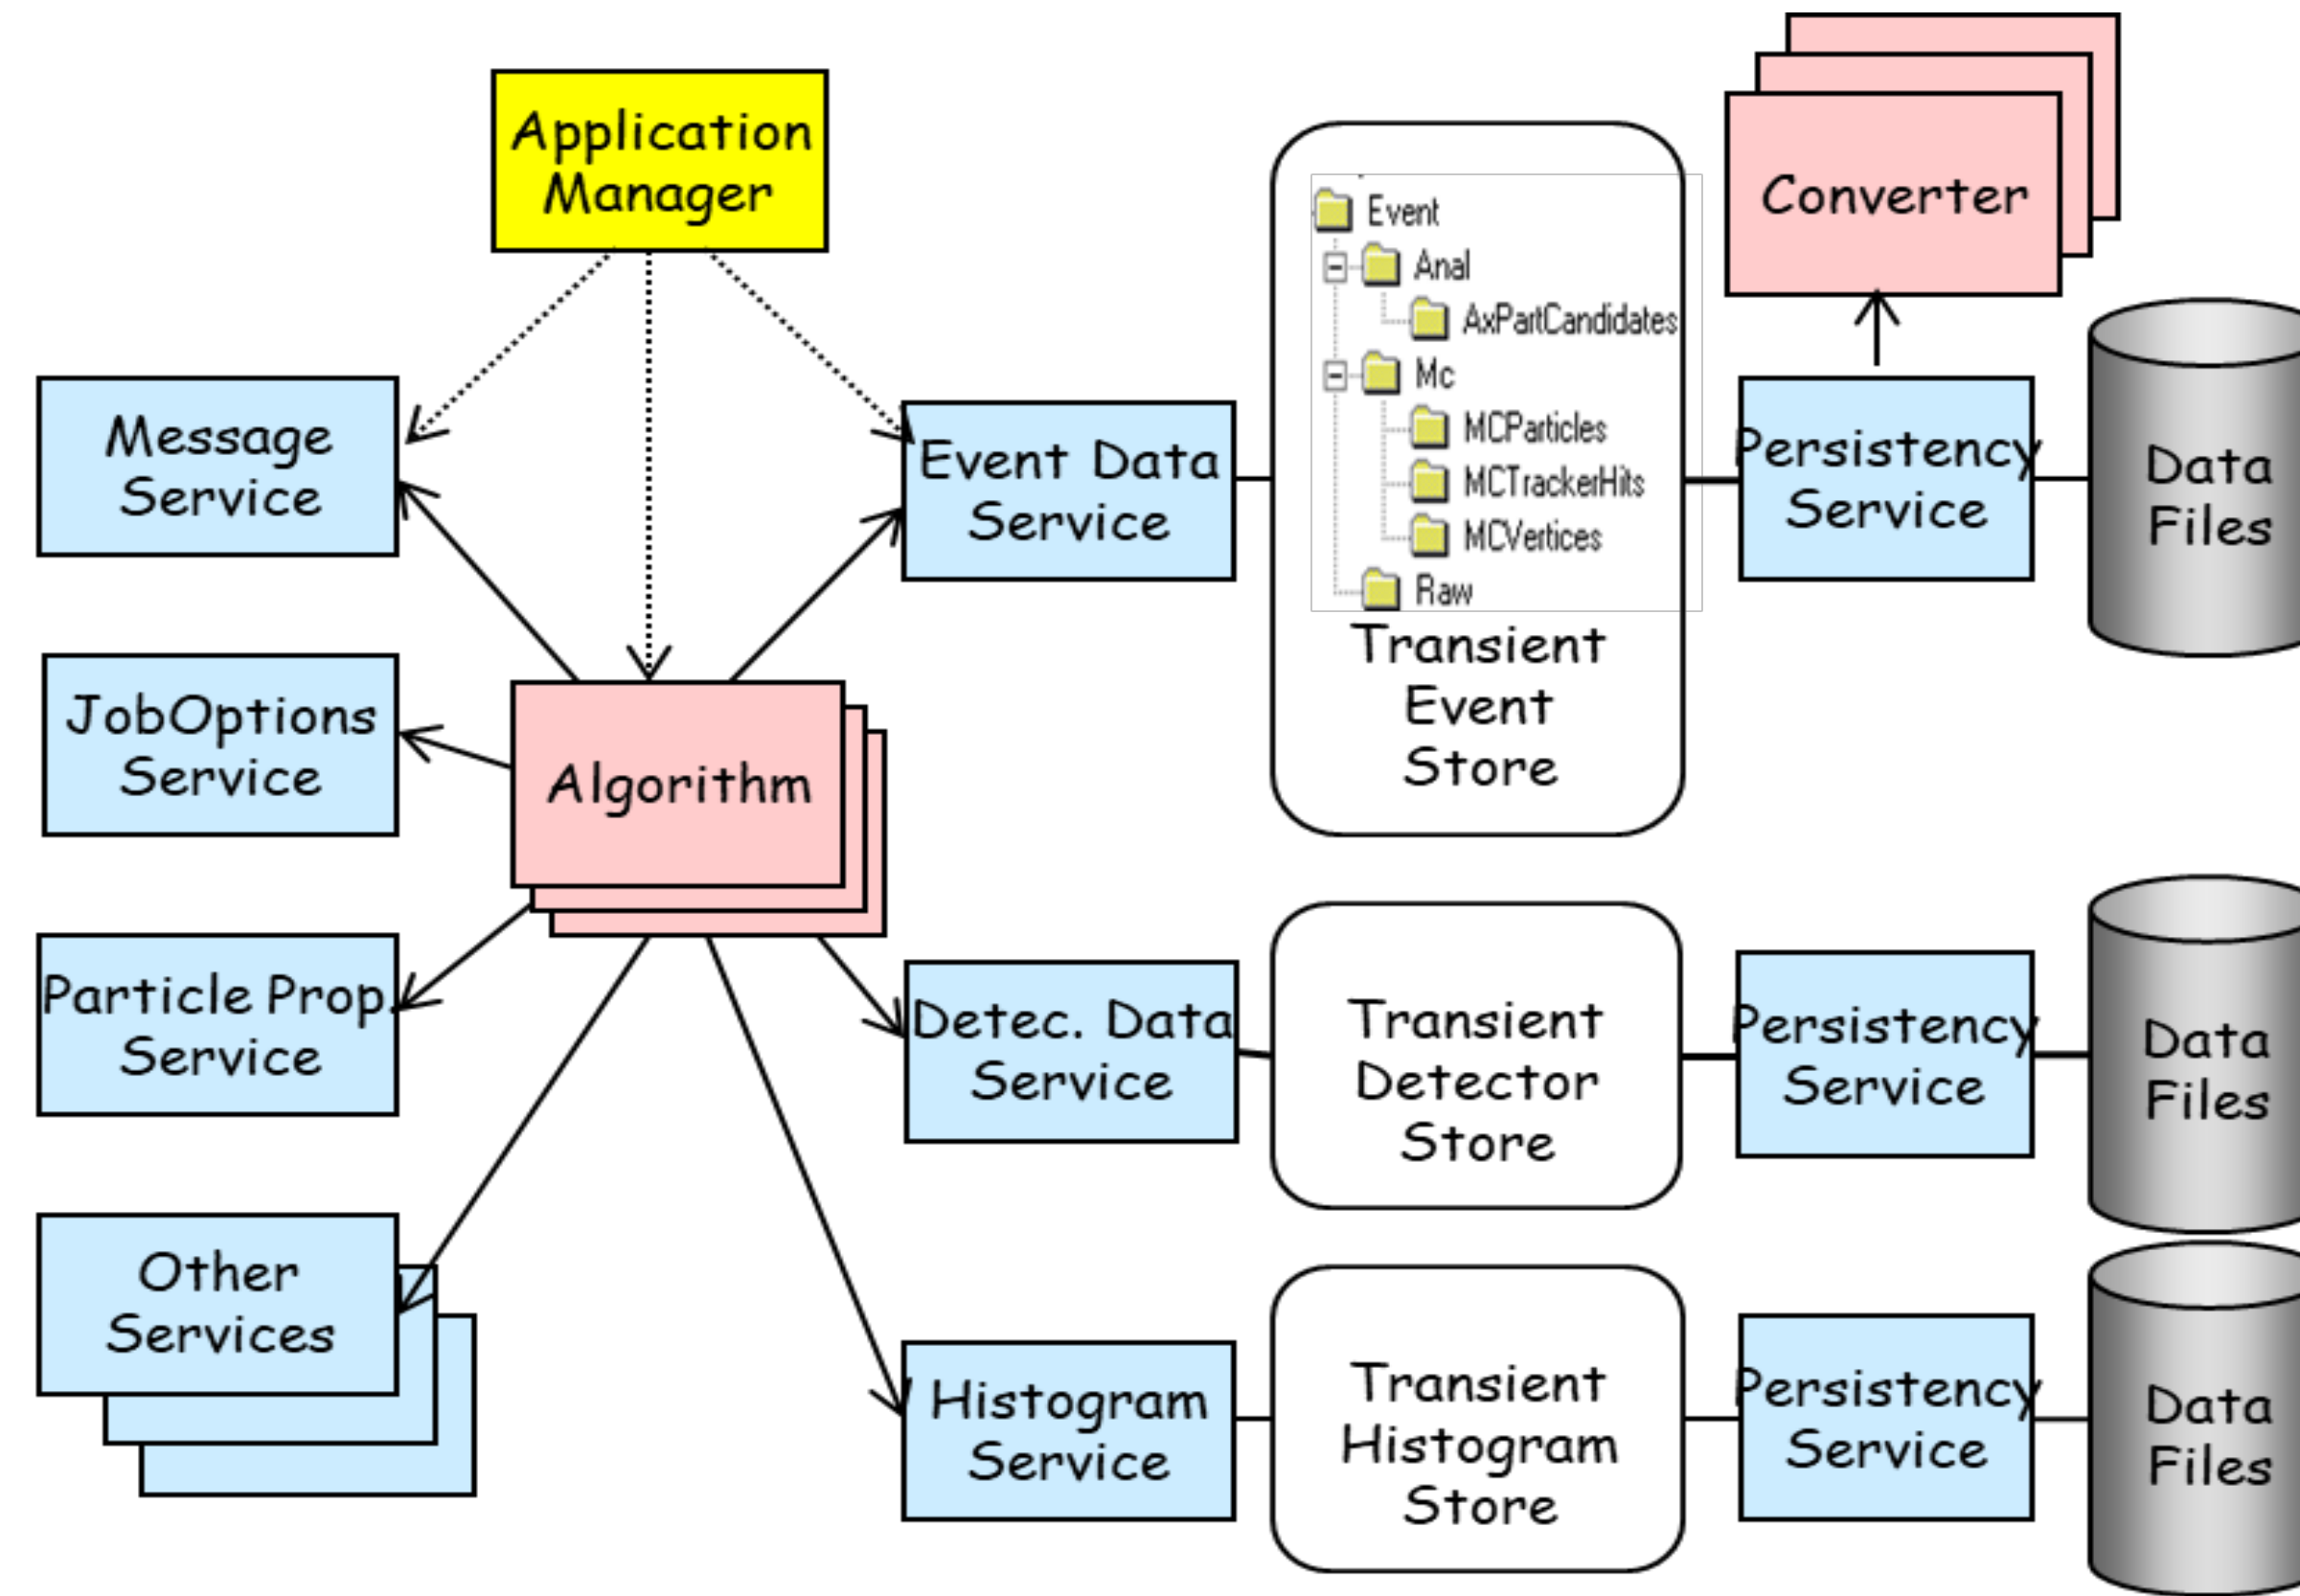 Application
Manager
Converter
Event
Anal
AxPartCandidates
Mc
MCParticles
MCTrackerHits
MCVertices
Raw
Transient
Event
Store
Message
Service
Event Data
Service
Persistency
Service
Data
Files
JobOptions
Service
Algorithm
Particle Prop.
Service
Detec. Data
Service
Transient
Detector
Store
Persistency
Service
Data
Files
Other
Services
Histogram
Service
Transient
Histogram
Store
Persistency
Service
Data
Files